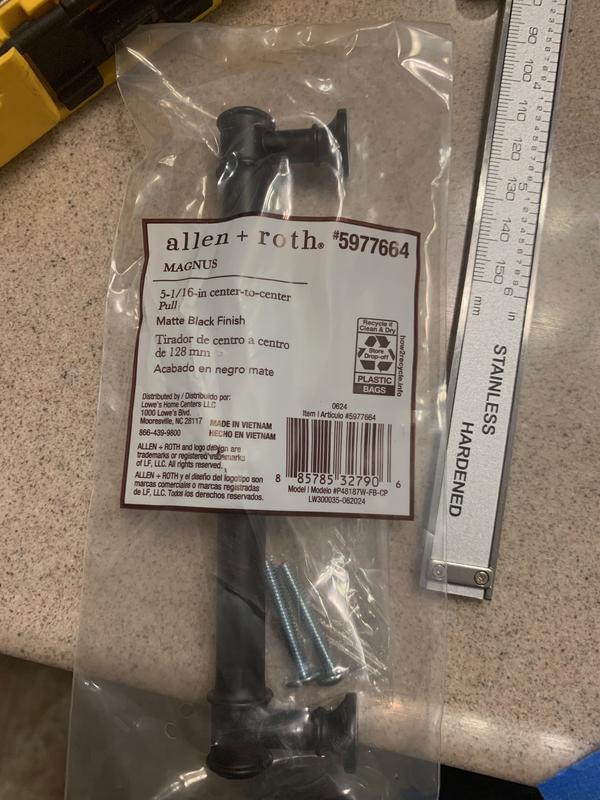 allen + roth® #5977664
MAGNUS
5-1/16-in center-to-center
Pull
Matte Black Finish
Tirador de centro a centro
de 128 mm
Acabado en negro mate
Recycle if
Clean & Dry
Store
Drop-off
PLASTIC
BAGS
how2recycle.info
Distributed by / Distribuido por:
Lowe's Home Centers LLC
1000 Lowe's Blvd.
Mooresville, NC 28117
866-439-9800
MADE IN VIETNAM
HECHO EN VIETNAM
ALLEN + ROTH and logo design are
trademarks or registered trademarks
of LF, LLC. All rights reserved.
ALLEN + ROTH y el diseño del logotipo son
marcas comerciales o marcas registradas
de LF, LLC. Todos los derechos reservados.
0624
Item | Artículo #5977664
8 85785 32790 6
Model | Modelo #P48187W-FB-CP
LW300035-062024
90
100
110
120
130
140
150
mm
4
5
6
in
STAINLESS
HARDENED